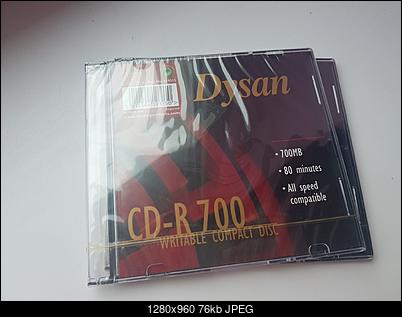 Dysan
• 700MB
• 80 minutes
• All speed
compatible
CD-R 700
WRITABLE COMPACT DISC
1280x960 76kb JPEG